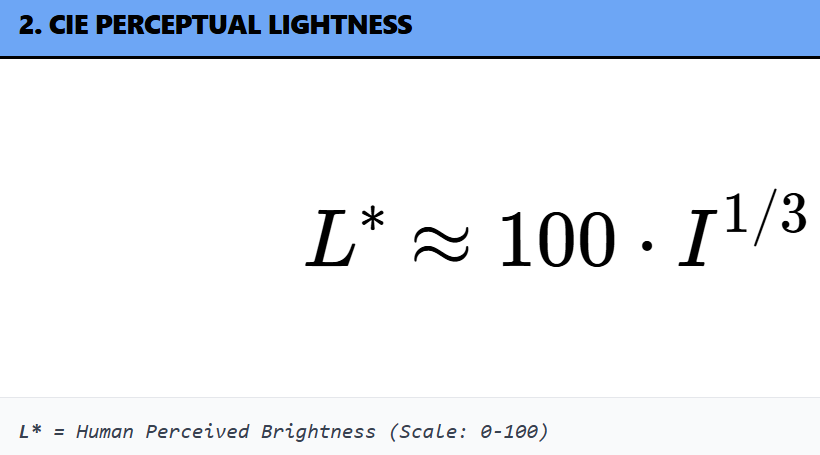 2. CIE PERCEPTUAL LIGHTNESS
L* ≈ 100 · I^{1/3}
L* = Human Perceived Brightness (Scale: 0-100)